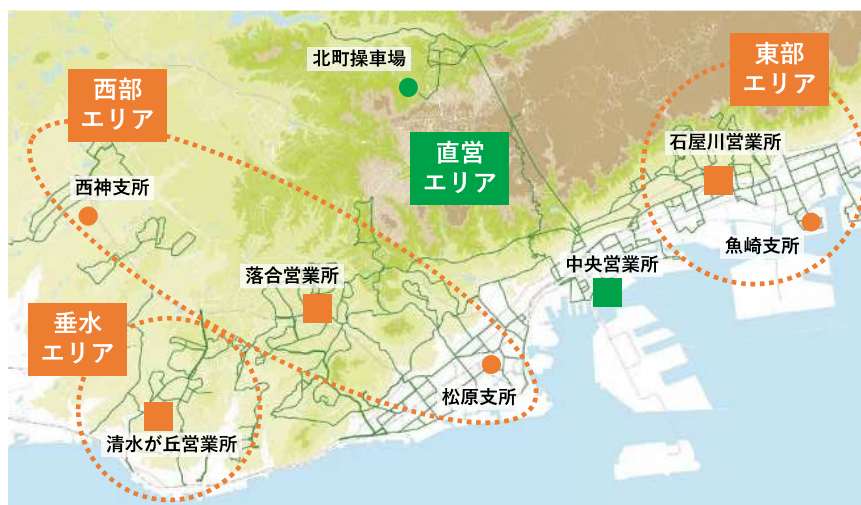 北町操車場
東部
エリア
西部
エリア
直営
エリア
石屋川営業所
西神支所
魚崎支所
中央営業所
落合営業所
垂水
エリア
松原支所
清水が丘営業所